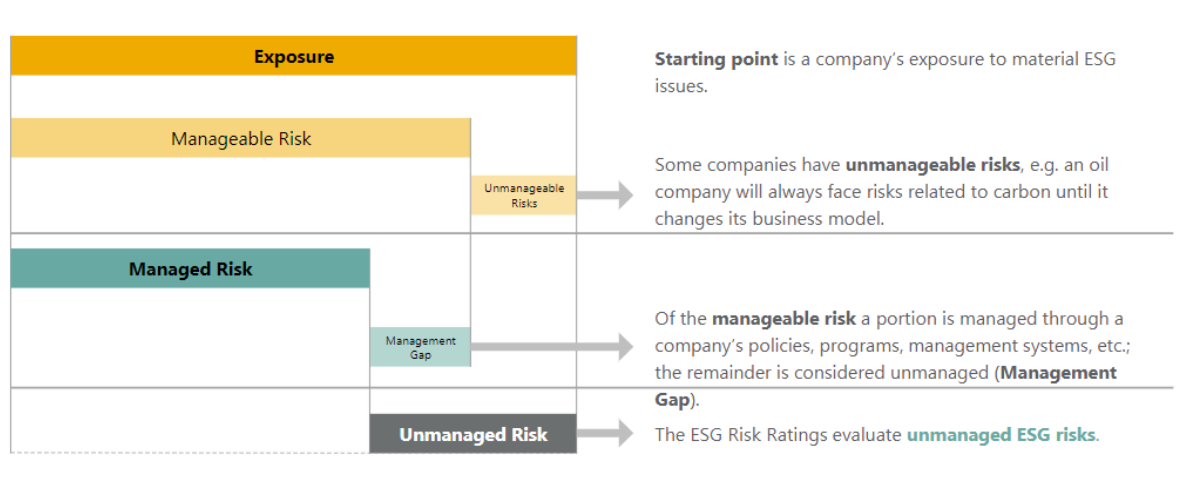 Exposure
Starting point is a company's exposure to material ESG
issues.
Manageable Risk
Unmanageable
Risks
Some companies have unmanageable risks, e.g. an oil
company will always face risks related to carbon until it
changes its business model.
Managed Risk
Management
Gap
Of the manageable risk a portion is managed through a
company's policies, programs, management systems, etc.;
the remainder is considered unmanaged (Management
Gap).
Unmanaged Risk
The ESG Risk Ratings evaluate unmanaged ESG risks.